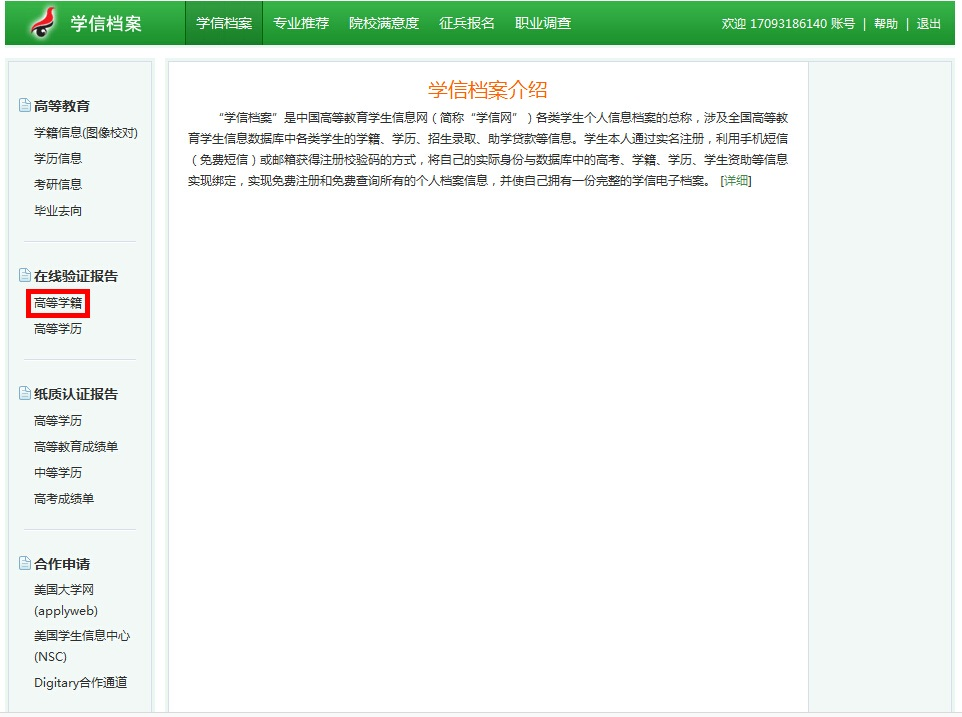 学信档案
学信档案 专业推荐 院校满意度 征兵报名 职业调查
欢迎 17093186140 账号 | 帮助 | 退出
高等教育
学籍信息(图像校对)
学历信息
考研信息
毕业去向
在线验证报告
高等学籍
高等学历
纸质认证报告
高等学历
高等教育成绩单
中等学历
高考成绩单
合作申请
美国大学网
(applyweb)
美国学生信息中心
(NSC)
Digitary合作通道
学信档案介绍
“学信档案”是中国高等教育学生信息网（简称“学信网”）各类学生个人信息档案的总称，涉及全国高等教
育学生信息数据库中各类学生的学籍、学历、招生录取、助学贷款等信息。学生本人通过实名注册，利用手机短信
（免费短信）或邮箱获得注册校验码的方式，将自己的实际身份与数据库中的高考、学籍、学历、学生资助等信息
实现绑定，实现免费注册和免费查询所有的个人档案信息，并使自己拥有一份完整的学信电子档案。 [详细]